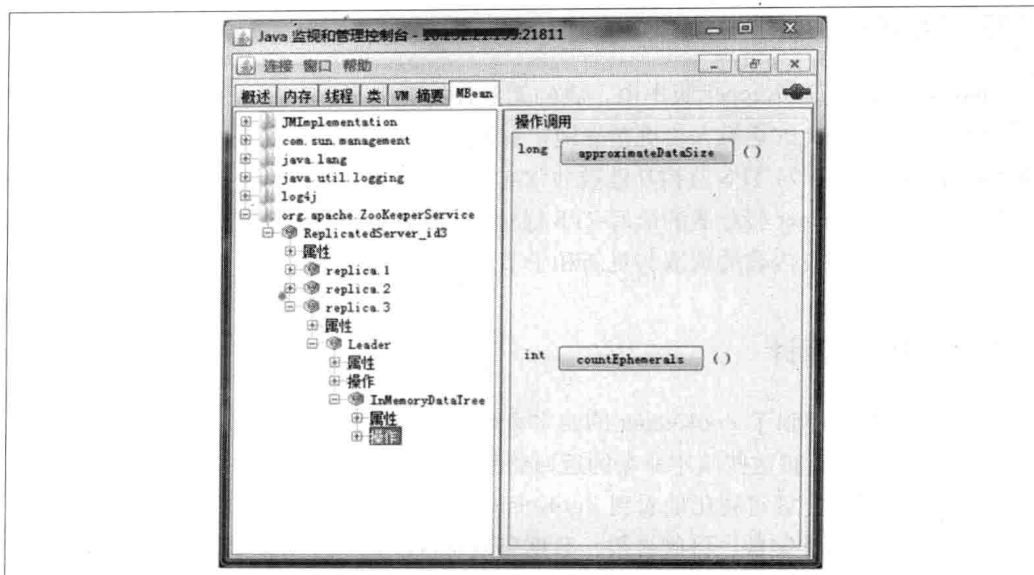 Java 监视和管理控制台 - :21811
连接 窗口 帮助
概述 内存 线程 类 VM 摘要 MBean
JMImplementation
com.sun.management
java.lang
java.util.logging
log4j
org.apache.ZooKeeperService
ReplicatedServer_id3
属性
replica.1
replica.2
replica.3
属性
Leader
属性
操作
InMemoryDataTree
属性
操作
操作调用
long approximateDataSize ()
int countEphemerals ()